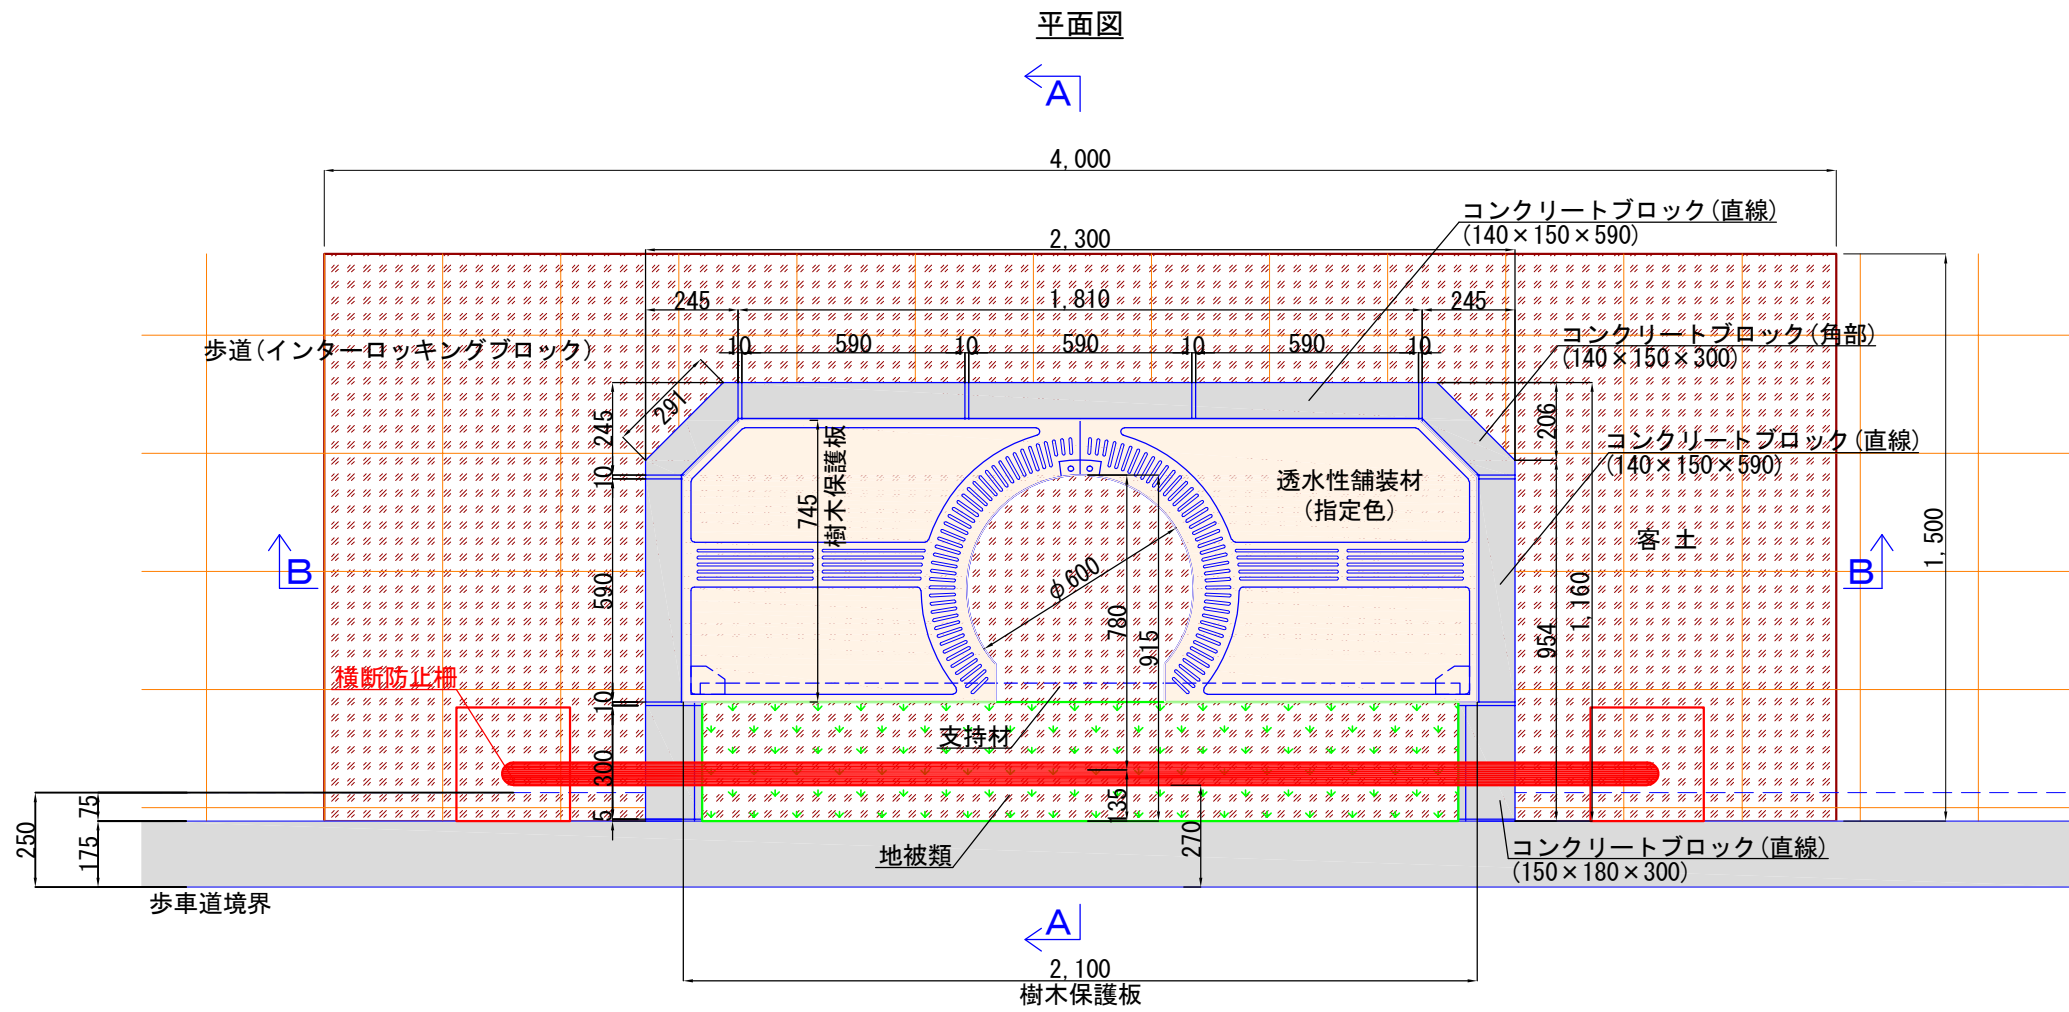 平面図
A
4,000
コンクリートブロック(直線)
(140×150×590)
2,300
245
1,810
245
歩道(インターロッキングブロック)
10
590
10
590
10
590
10
コンクリートブロック(角部)
(140×150×300)
291
245
206
コンクリートブロック(直線)
(140×150×590)
10
745
樹木保護板
透水性舗装材
(指定色)
客 土
1,500
B
590
φ600
780
915
954
1,160
B
横断防止柵
10
支持材
300
75
250
175
5
135
270
地被類
コンクリートブロック(直線)
(150×180×300)
歩車道境界
A
2,100
樹木保護板